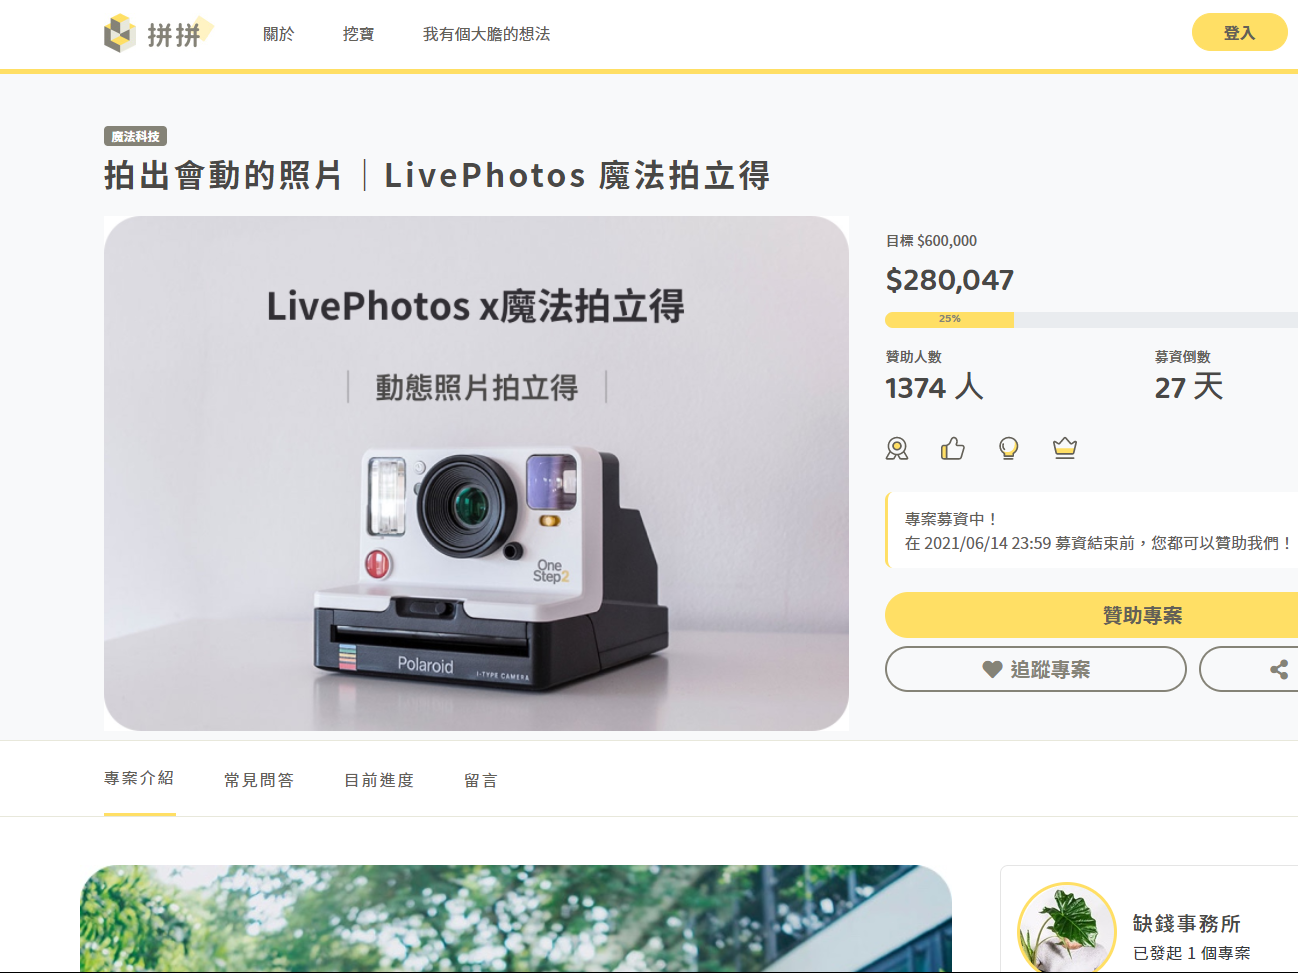 拼拼
關於
挖寶
我有個大膽的想法
登入
魔法科技
拍出會動的照片｜LivePhotos 魔法拍立得
LivePhotos x魔法拍立得
｜ 動態照片拍立得 ｜
One
Step2
Polaroid
I-TYPE CAMERA
目標 $600,000
$280,047
25%
贊助人數
1374 人
募資倒數
27 天
專案募資中！
在 2021/06/14 23:59 募資結束前，您都可以贊助我們！
贊助專案
追蹤專案
專案介紹
常見問答
目前進度
留言
缺錢事務所
已發起 1 個專案